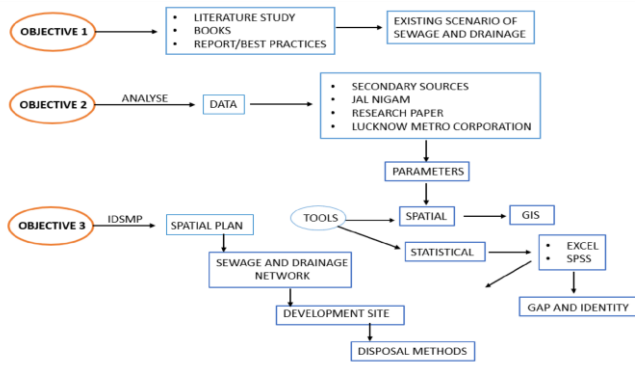 OBJECTIVE 1
• LITERATURE STUDY
• BOOKS
• REPORT/BEST PRACTICES
EXISTING SCENARIO OF
SEWAGE AND DRAINAGE
OBJECTIVE 2
ANALYSE
DATA
• SECONDARY SOURCES
• JAL NIGAM
• RESEARCH PAPER
• LUCKNOW METRO CORPORATION
PARAMETERS
TOOLS
SPATIAL
GIS
STATISTICAL
• EXCEL
• SPSS
GAP AND IDENTITY
OBJECTIVE 3
IDSMP
SPATIAL PLAN
SEWAGE AND DRAINAGE
NETWORK
DEVELOPMENT SITE
DISPOSAL METHODS